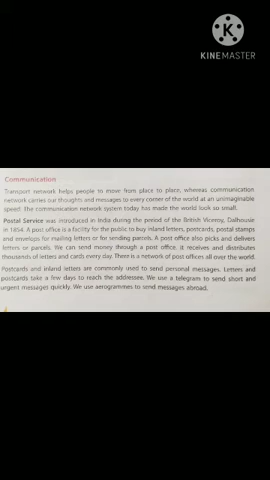 KINEMASTER
Communication
Transport network helps people to move from place to place, whereas communication
network carries our thoughts and messages to every corner of the world at an unimaginable
speed. The communication network system today has made the world look so small.
Postal Service was introduced in India during the period of the British Viceroy, Dalhousie
in 1854. A post office is a facility for the public to buy inland letters, postcards, postal stamps
and envelops for mailing letters or for sending parcels. A post office also picks and delivers
letters or parcels. We can send money through a post office. It receives and distributes
thousands of letters and cards every day. There is a network of post offices all over the world.
Postcards and inland letters are commonly used to send personal messages. Letters and
postcards take a few days to reach the addressee. We use a telegram to send short and
urgent messages quickly. We use aerogrammes to send messages abroad.